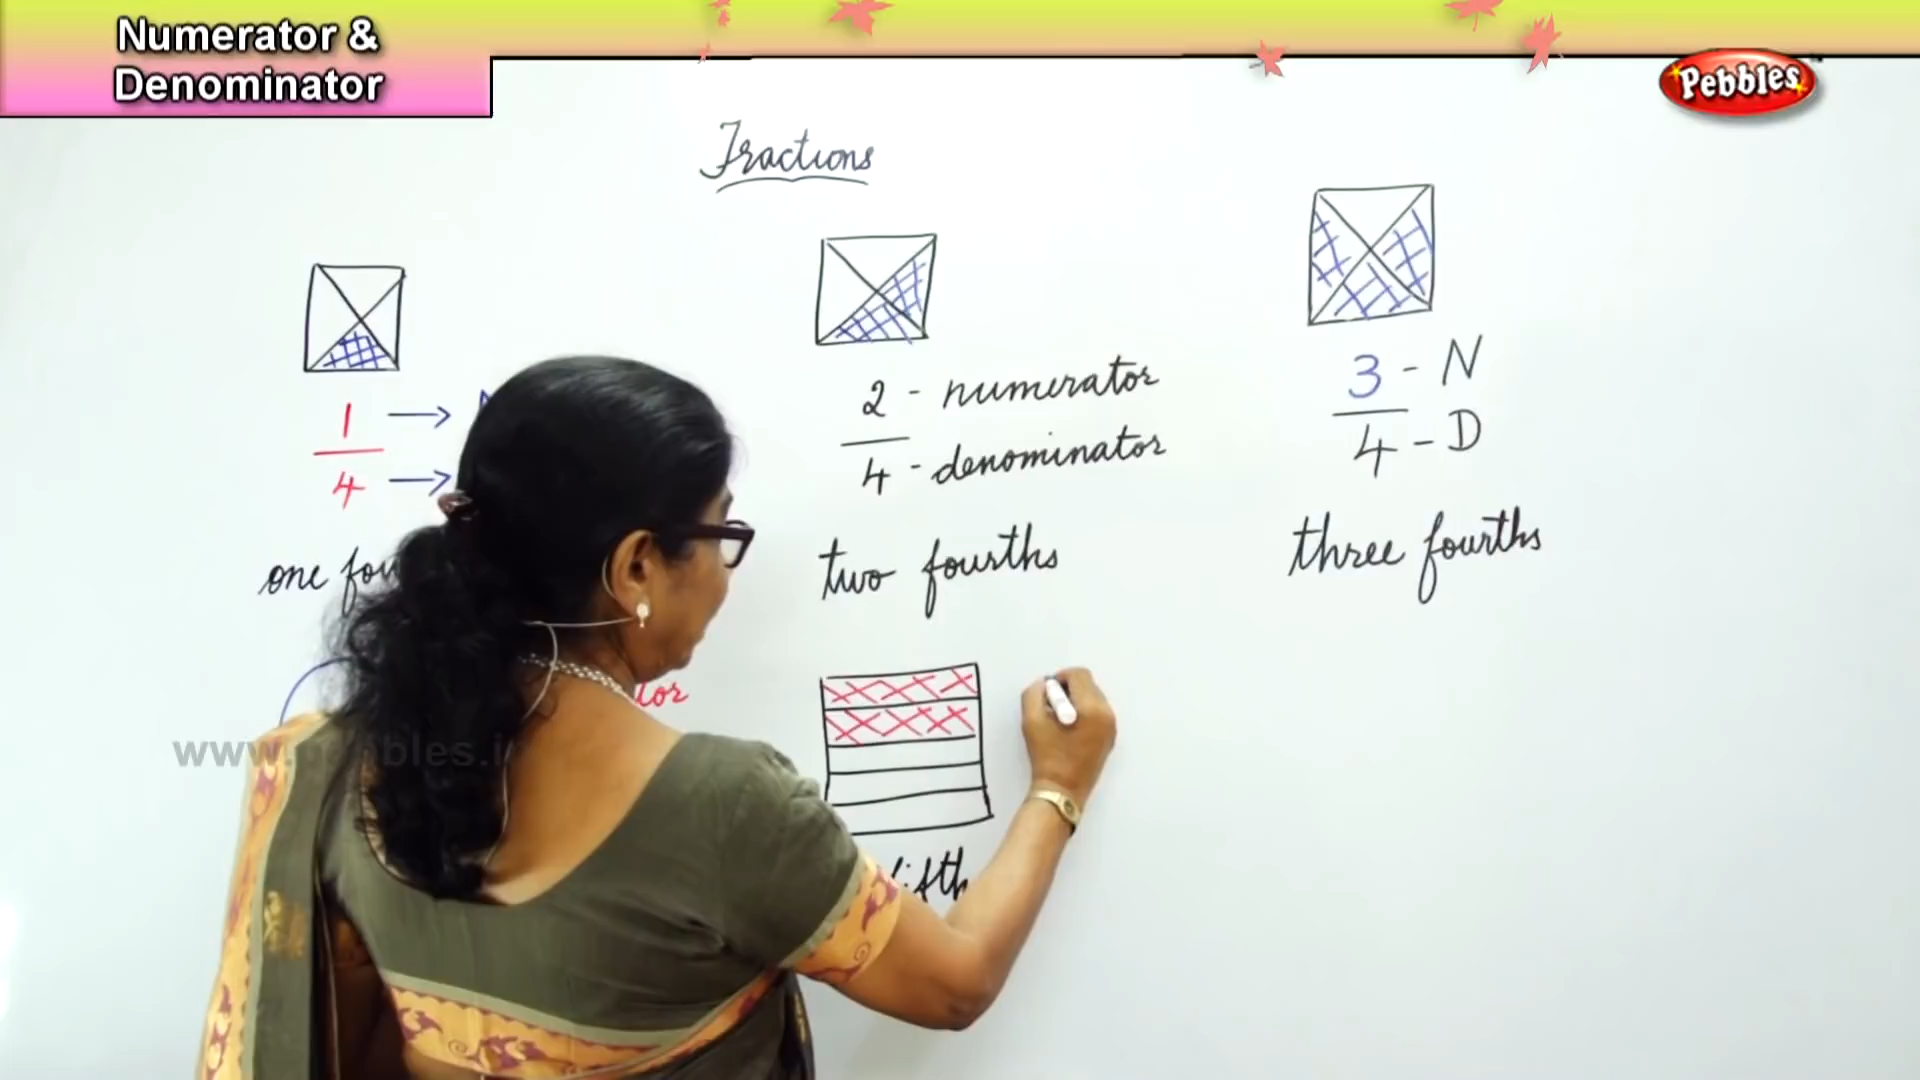 Numerator &
Denominator
Pebbles
Fractions
1
4
one
2 - numerator
4 - denominator
two fourths
3 - N
4 - D
three fourths
www.pebbles.in